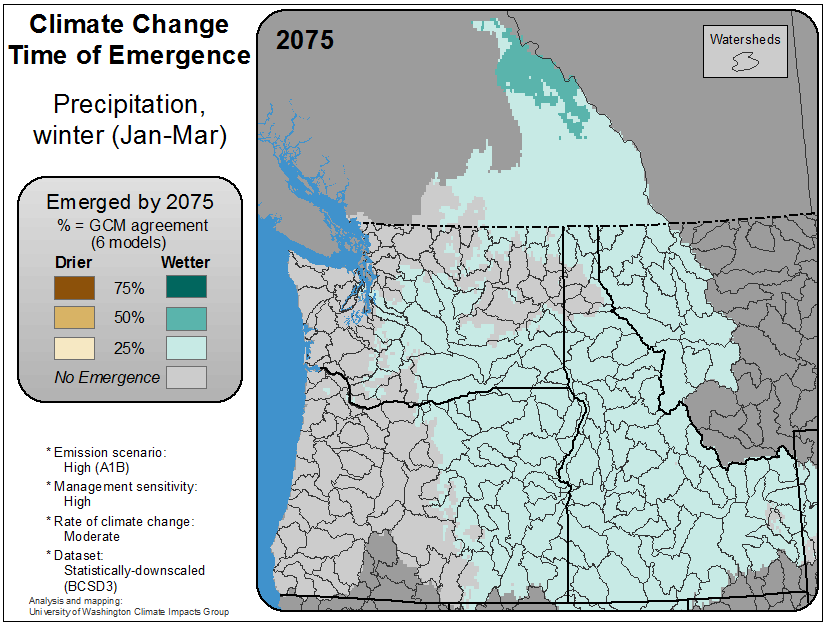 Climate Change
Time of Emergence
Precipitation,
winter (Jan-Mar)
Emerged by 2075
% = GCM agreement
(6 models)
Drier Wetter
75%
50%
25%
No Emergence
* Emission scenario:
High (A1B)
* Management sensitivity:
High
* Rate of climate change:
Moderate
* Dataset:
Statistically-downscaled
(BCSD3)
Analysis and mapping:
University of Washington Climate Impacts Group
2075
Watersheds